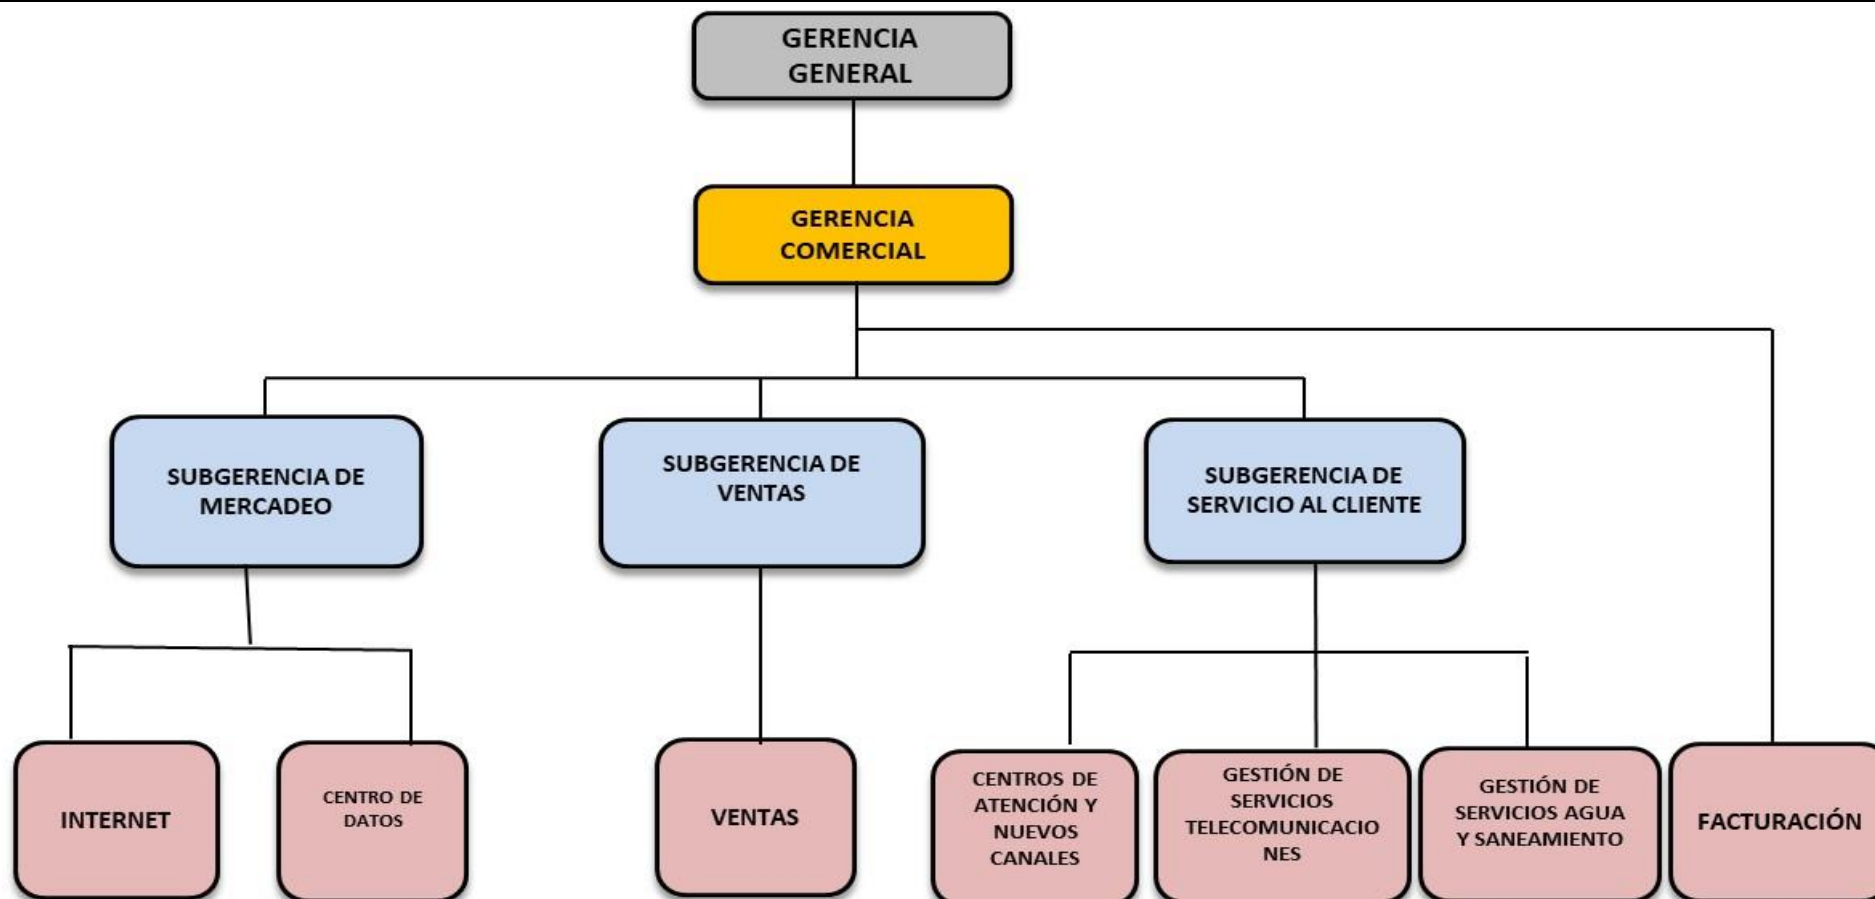 GERENCIA
GENERAL
GERENCIA
COMERCIAL
SUBGERENCIA DE
MERCADEO
SUBGERENCIA DE
VENTAS
SUBGERENCIA DE
SERVICIO AL CLIENTE
INTERNET
CENTRO DE
DATOS
VENTAS
CENTROS DE
ATENCIÓN Y
NUEVOS
CANALES
GESTIÓN DE
SERVICIOS
TELECOMUNICACIO
NES
GESTIÓN DE
SERVICIOS AGUA
Y SANEAMIENTO
FACTURACIÓN